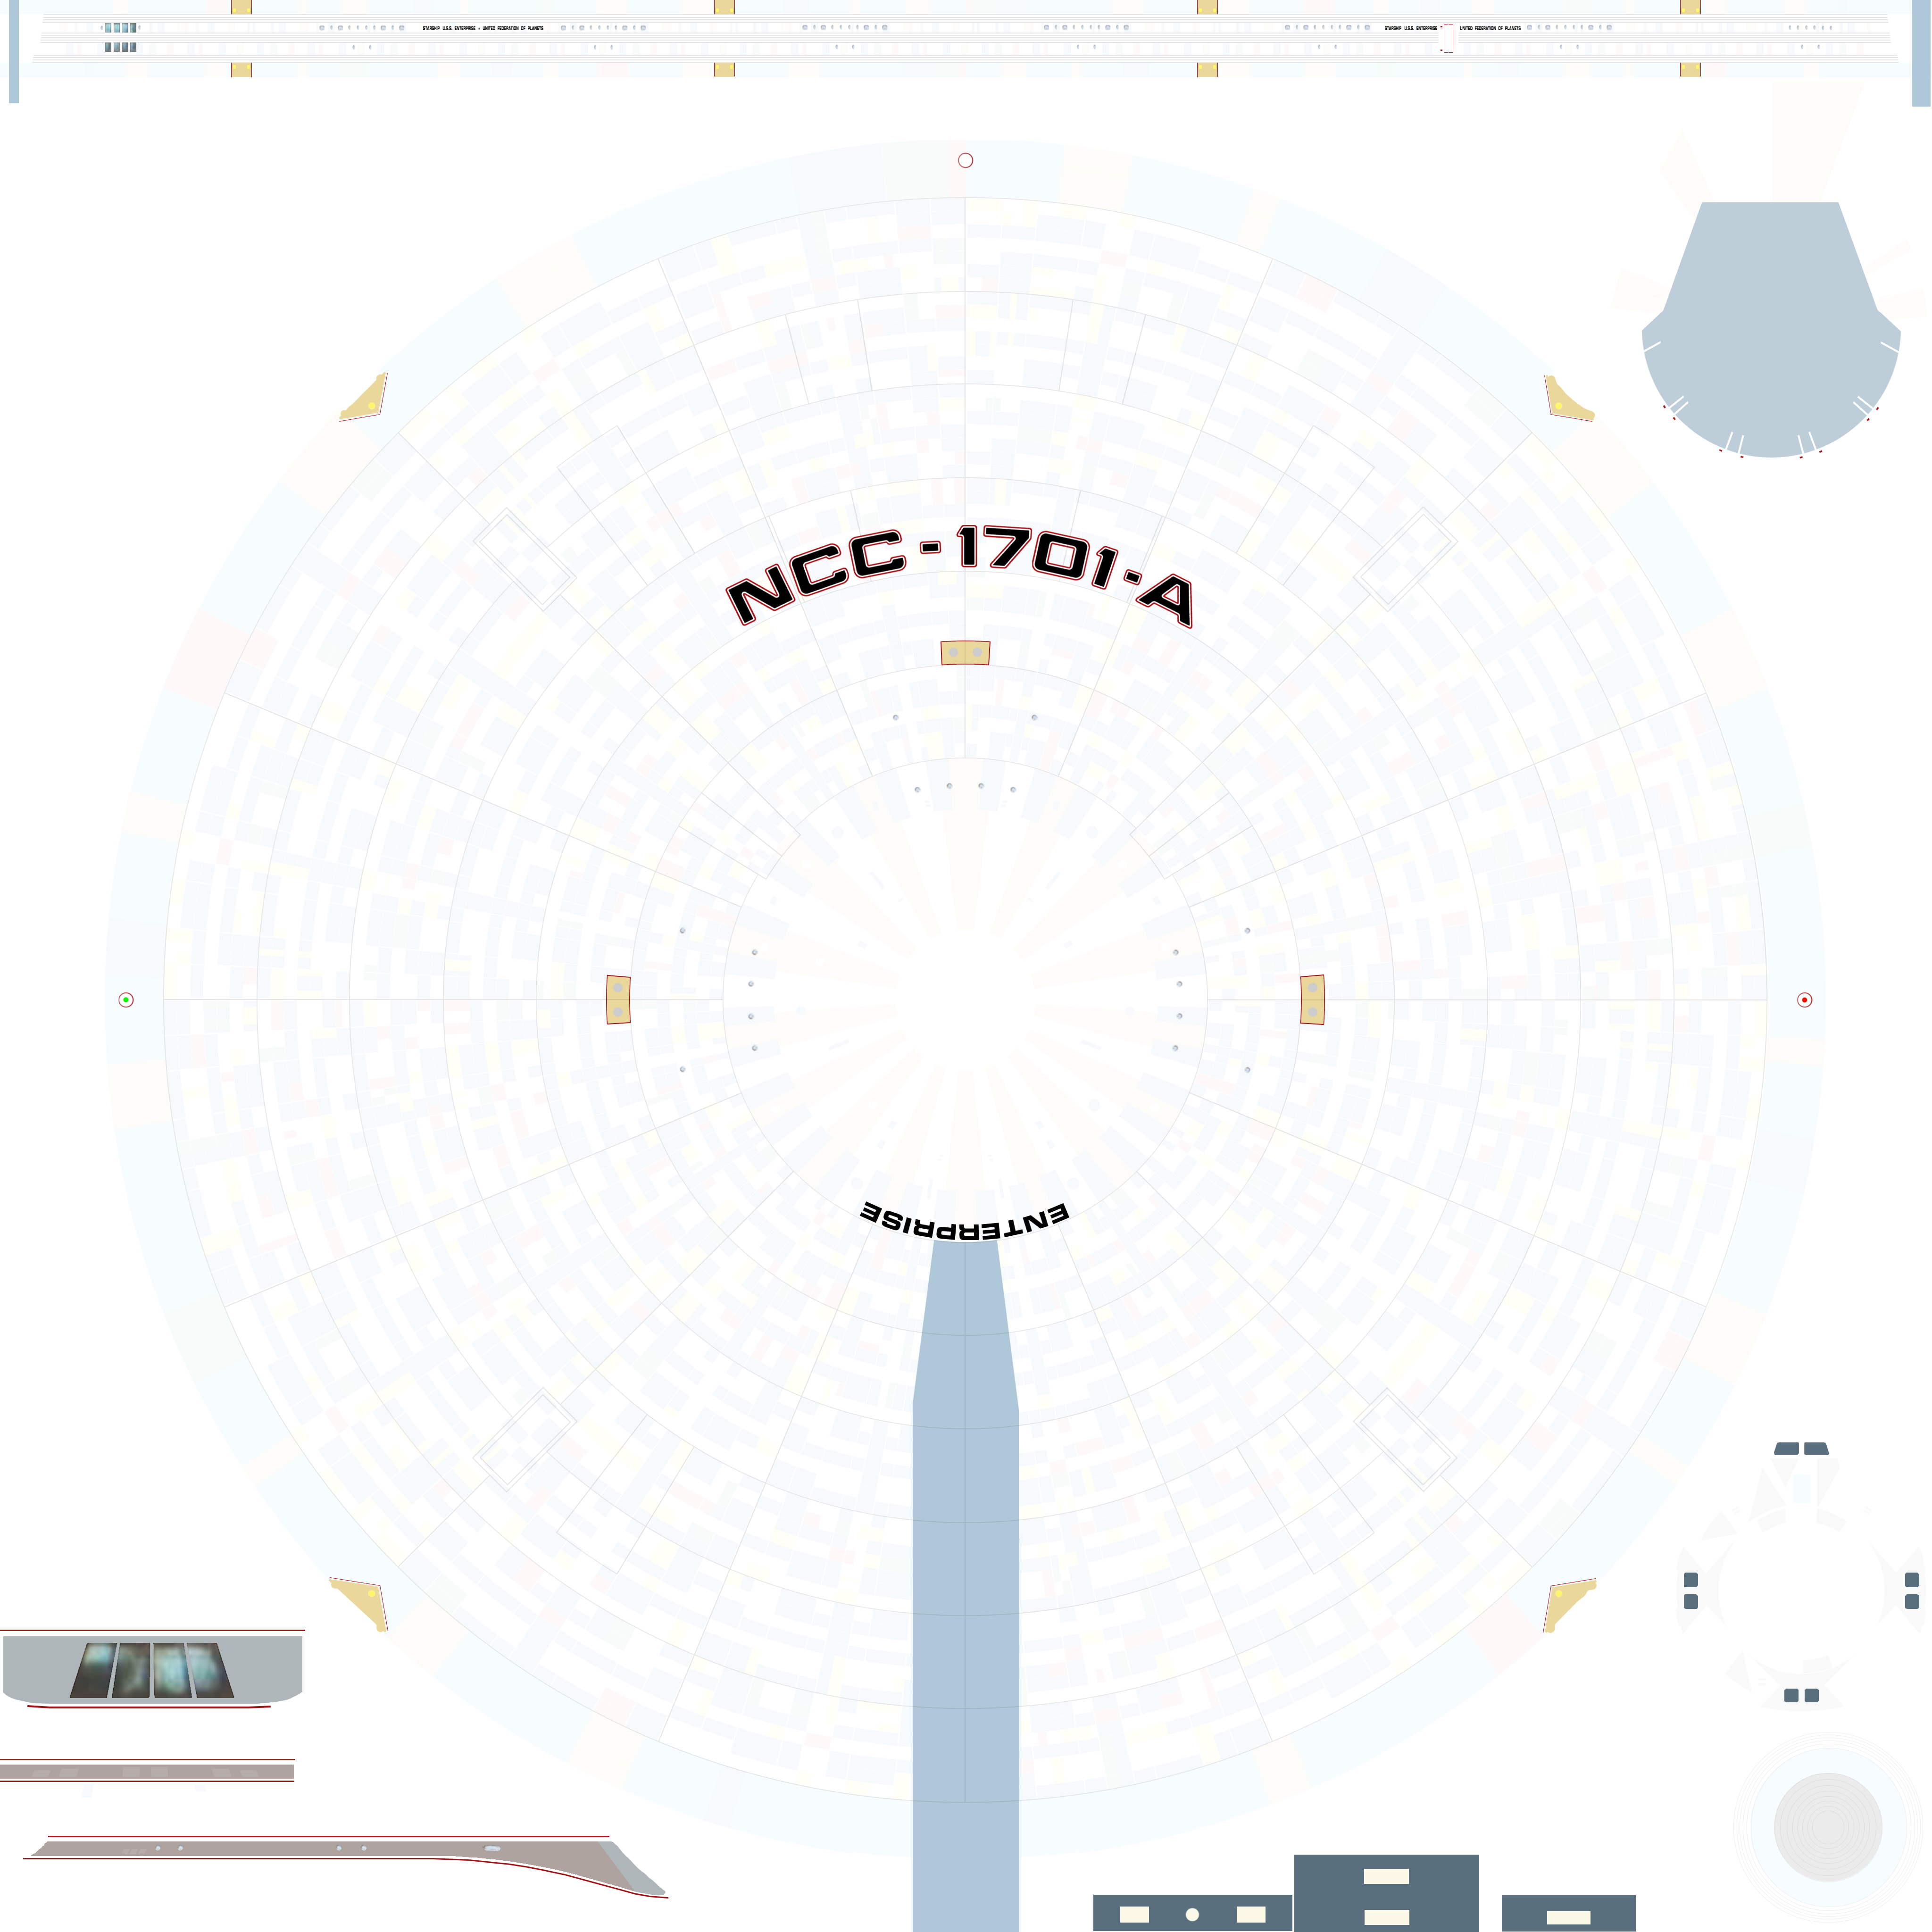 STARSHIP U.S.S. ENTERPRISE • UNITED FEDERATION OF PLANETS
STARSHIP U.S.S. ENTERPRISE UNITED FEDERATION OF PLANETS
NCC-1701-A
ENTERPRISE